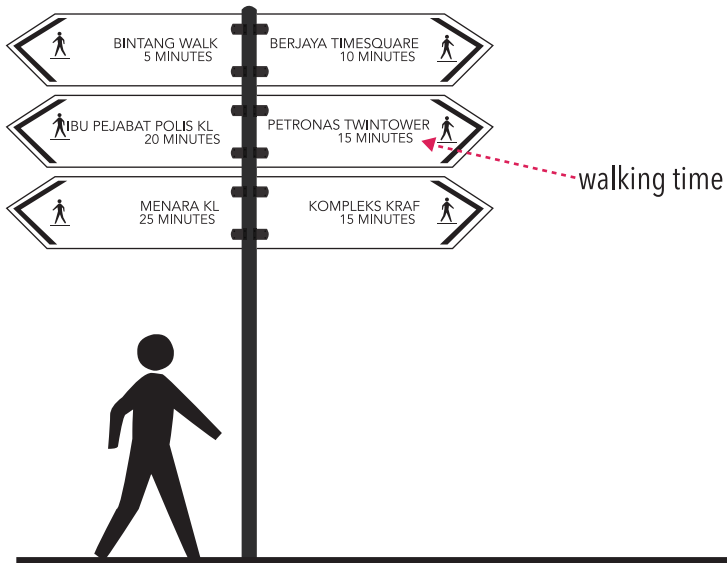 BINTANG WALK
5 MINUTES
BERJAYA TIMESQUARE
10 MINUTES
IBU PEJABAT POLIS KL
20 MINUTES
PETRONAS TWINTOWER
15 MINUTES
walking time
MENARA KL
25 MINUTES
KOMPLEKS KRAF
15 MINUTES